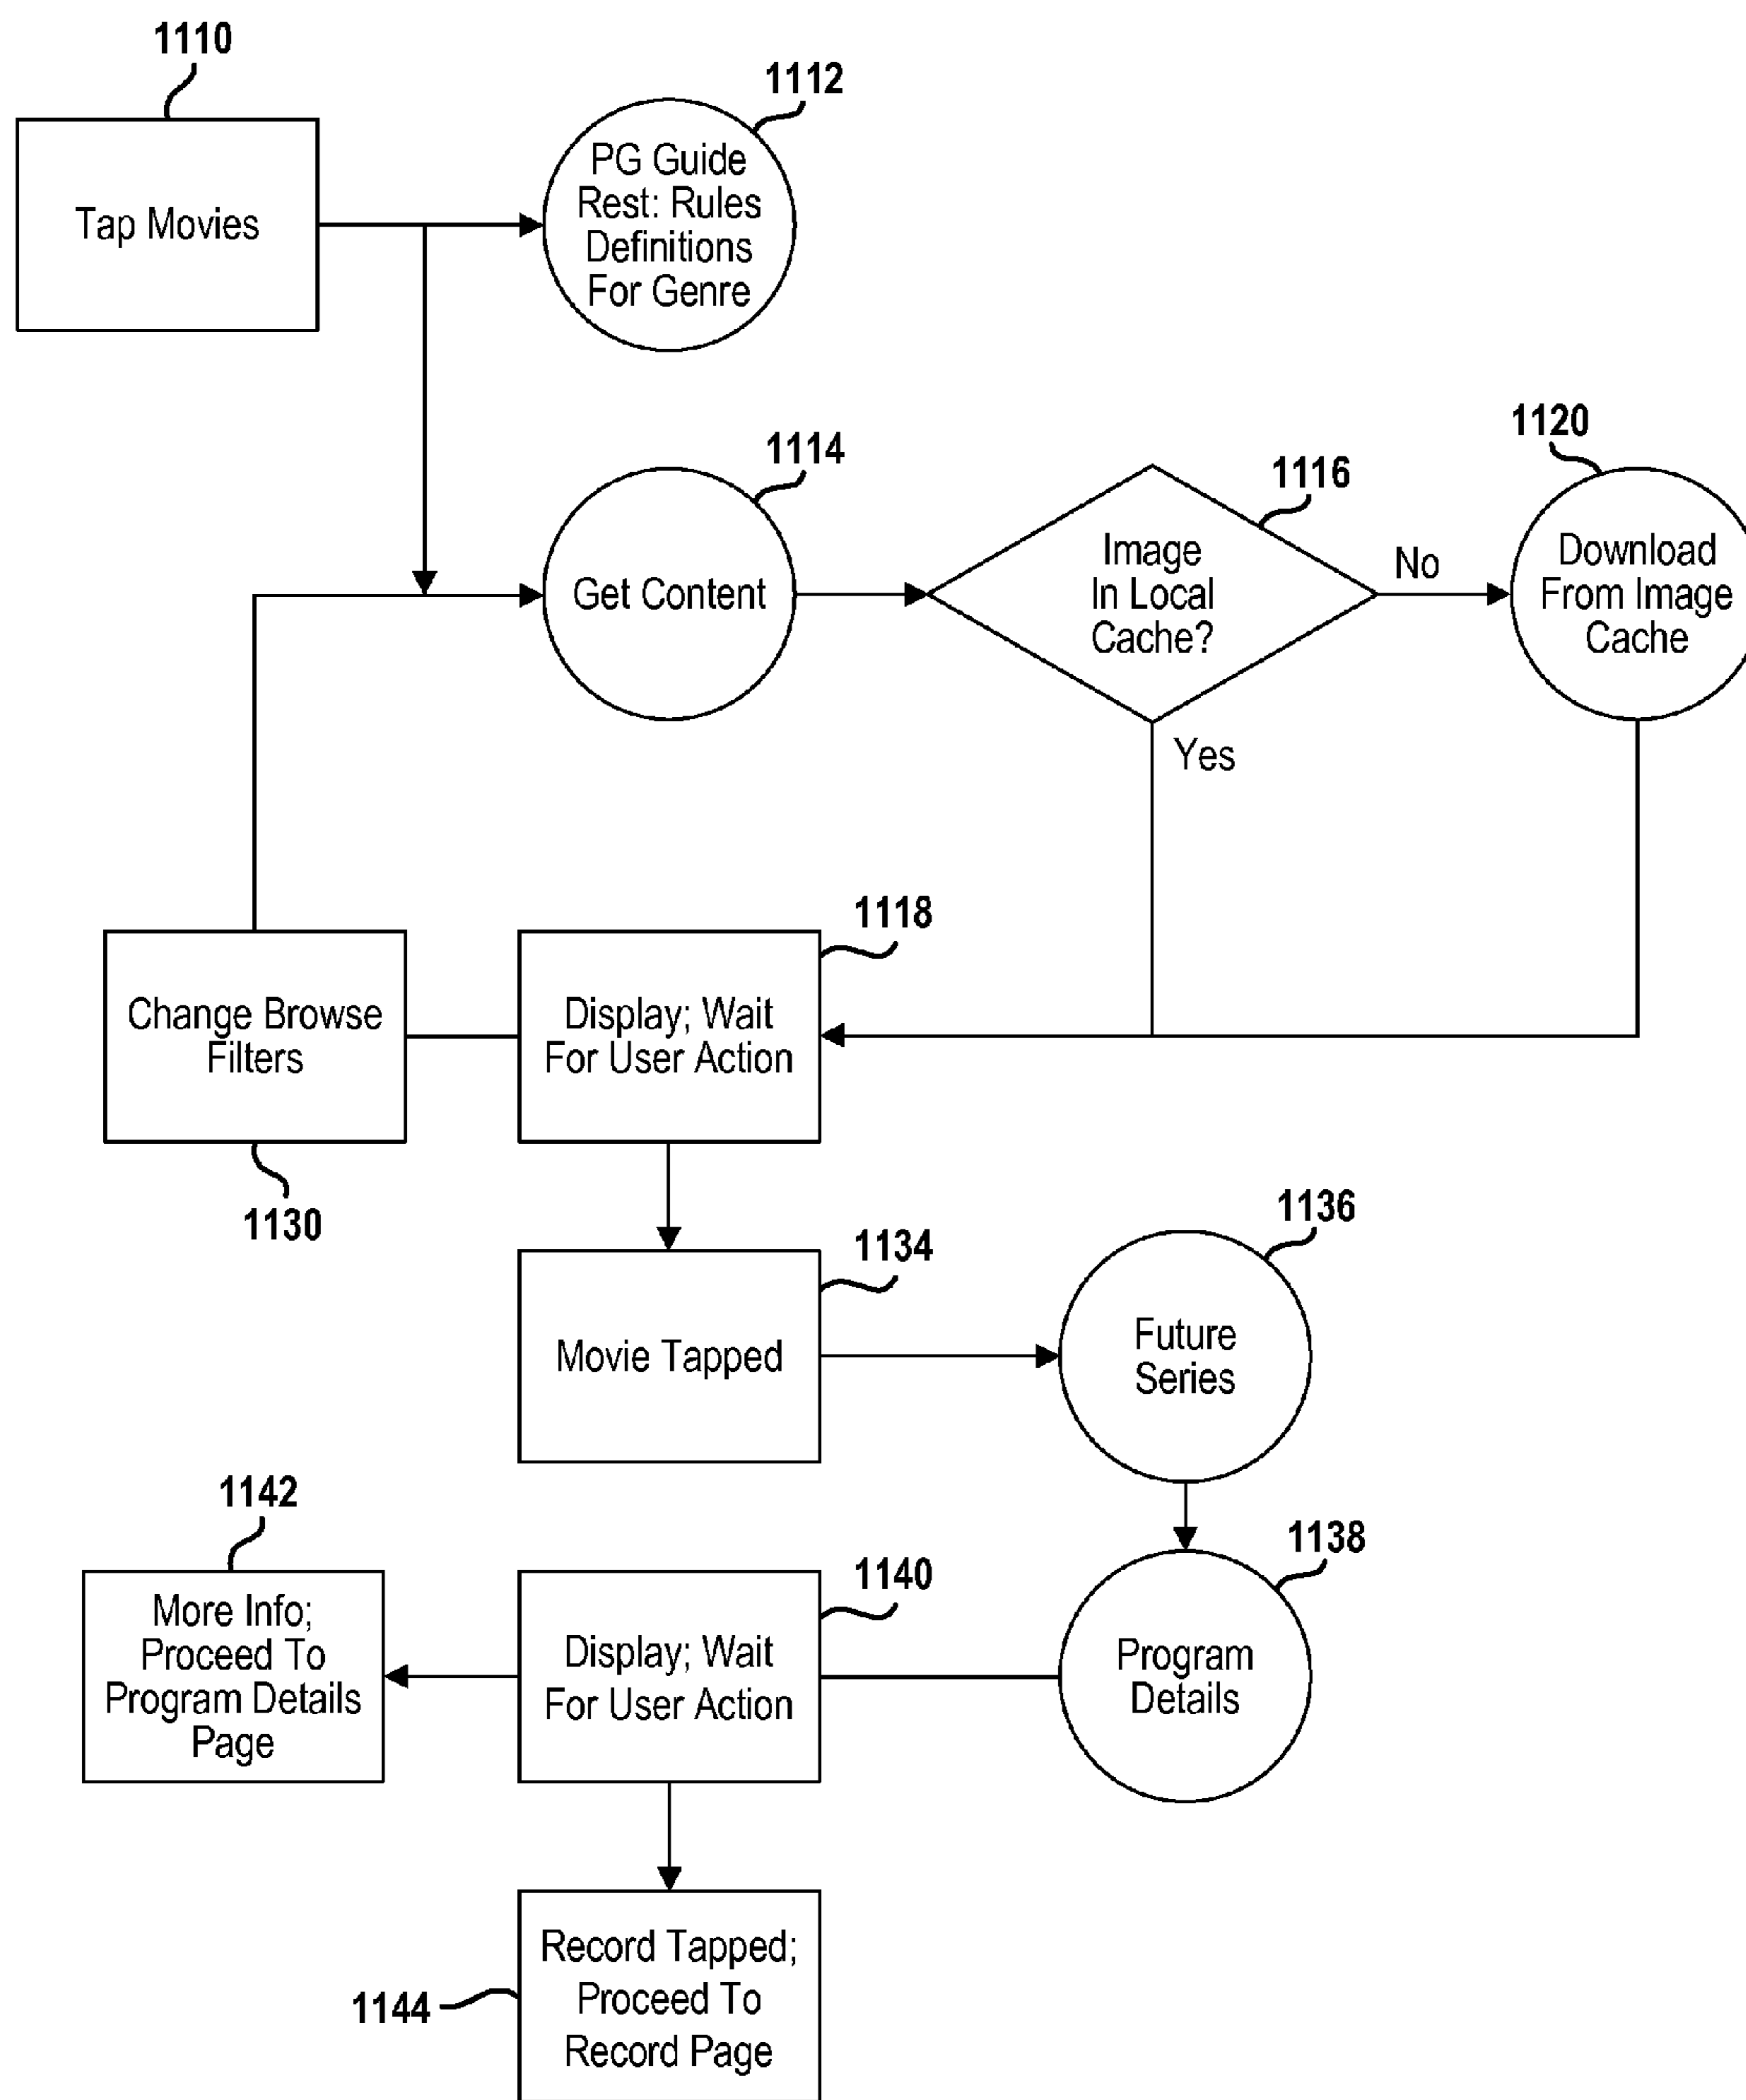 1110
Tap Movies
1112
PG Guide
Rest: Rules
Definitions
For Genre
1114
Get Content
1116
Image
In Local
Cache?
No
Yes
1120
Download
From Image
Cache
1118
Display; Wait
For User Action
Change Browse
Filters
1130
1134
Movie Tapped
1136
Future
Series
1138
Program
Details
1140
Display; Wait
For User Action
1142
More Info;
Proceed To
Program Details
Page
1144
Record Tapped;
Proceed To
Record Page